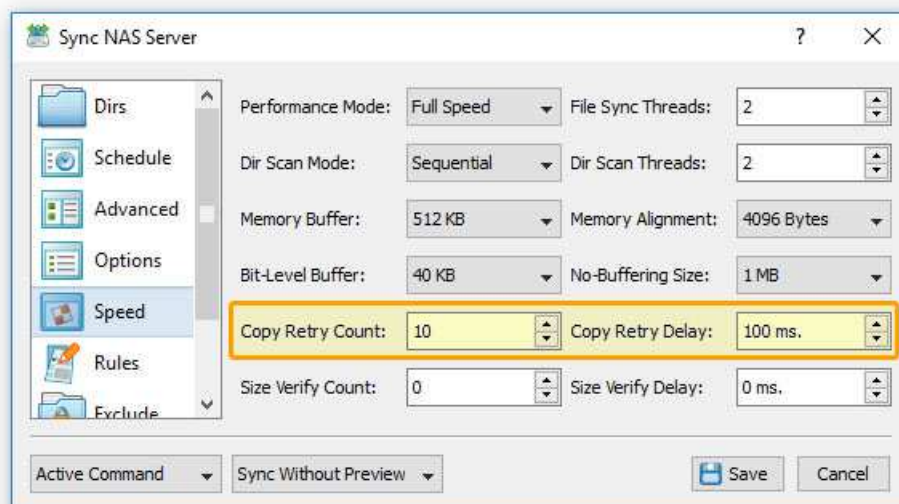 Sync NAS Server
?
Dirs
Schedule
Advanced
Options
Speed
Rules
Exclude
Performance Mode: Full Speed File Sync Threads: 2
Dir Scan Mode: Sequential Dir Scan Threads: 2
Memory Buffer: 512 KB Memory Alignment: 4096 Bytes
Bit-Level Buffer: 40 KB No-Buffering Size: 1 MB
Copy Retry Count: 10 Copy Retry Delay: 100 ms.
Size Verify Count: 0 Size Verify Delay: 0 ms.
Active Command Sync Without Preview Save Cancel